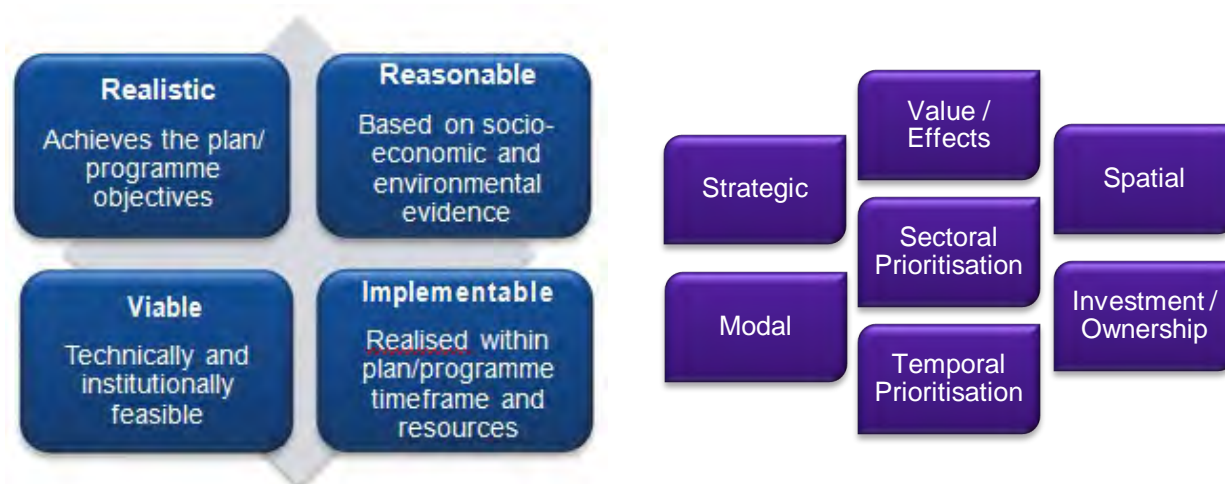 Realistic
Achieves the plan/
programme
objectives
Reasonable
Based on socio-
economic and
environmental
evidence
Viable
Technically and
institutionally
feasible
Implementable
Realised within
plan/programme
timeframe and
resources
Strategic
Modal
Value /
Effects
Sectoral
Prioritisation
Temporal
Prioritisation
Spatial
Investment /
Ownership